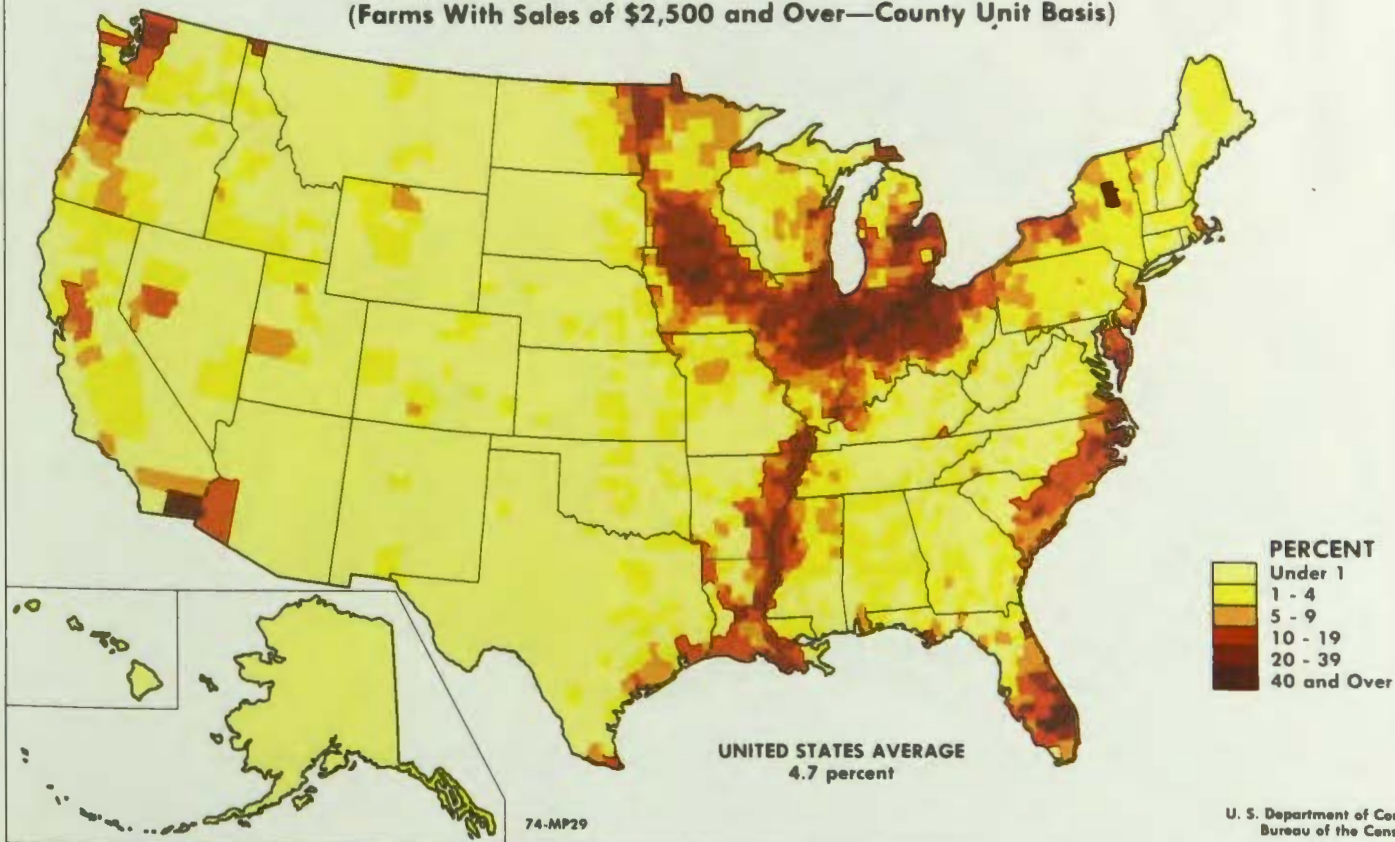 (Farms With Sales of $2,500 and Over—County Unit Basis)
PERCENT
Under 1
1 - 4
5 - 9
10 - 19
20 - 39
40 and Over
UNITED STATES AVERAGE
4.7 percent
74-MP29
U. S. Department of
Bureau of the